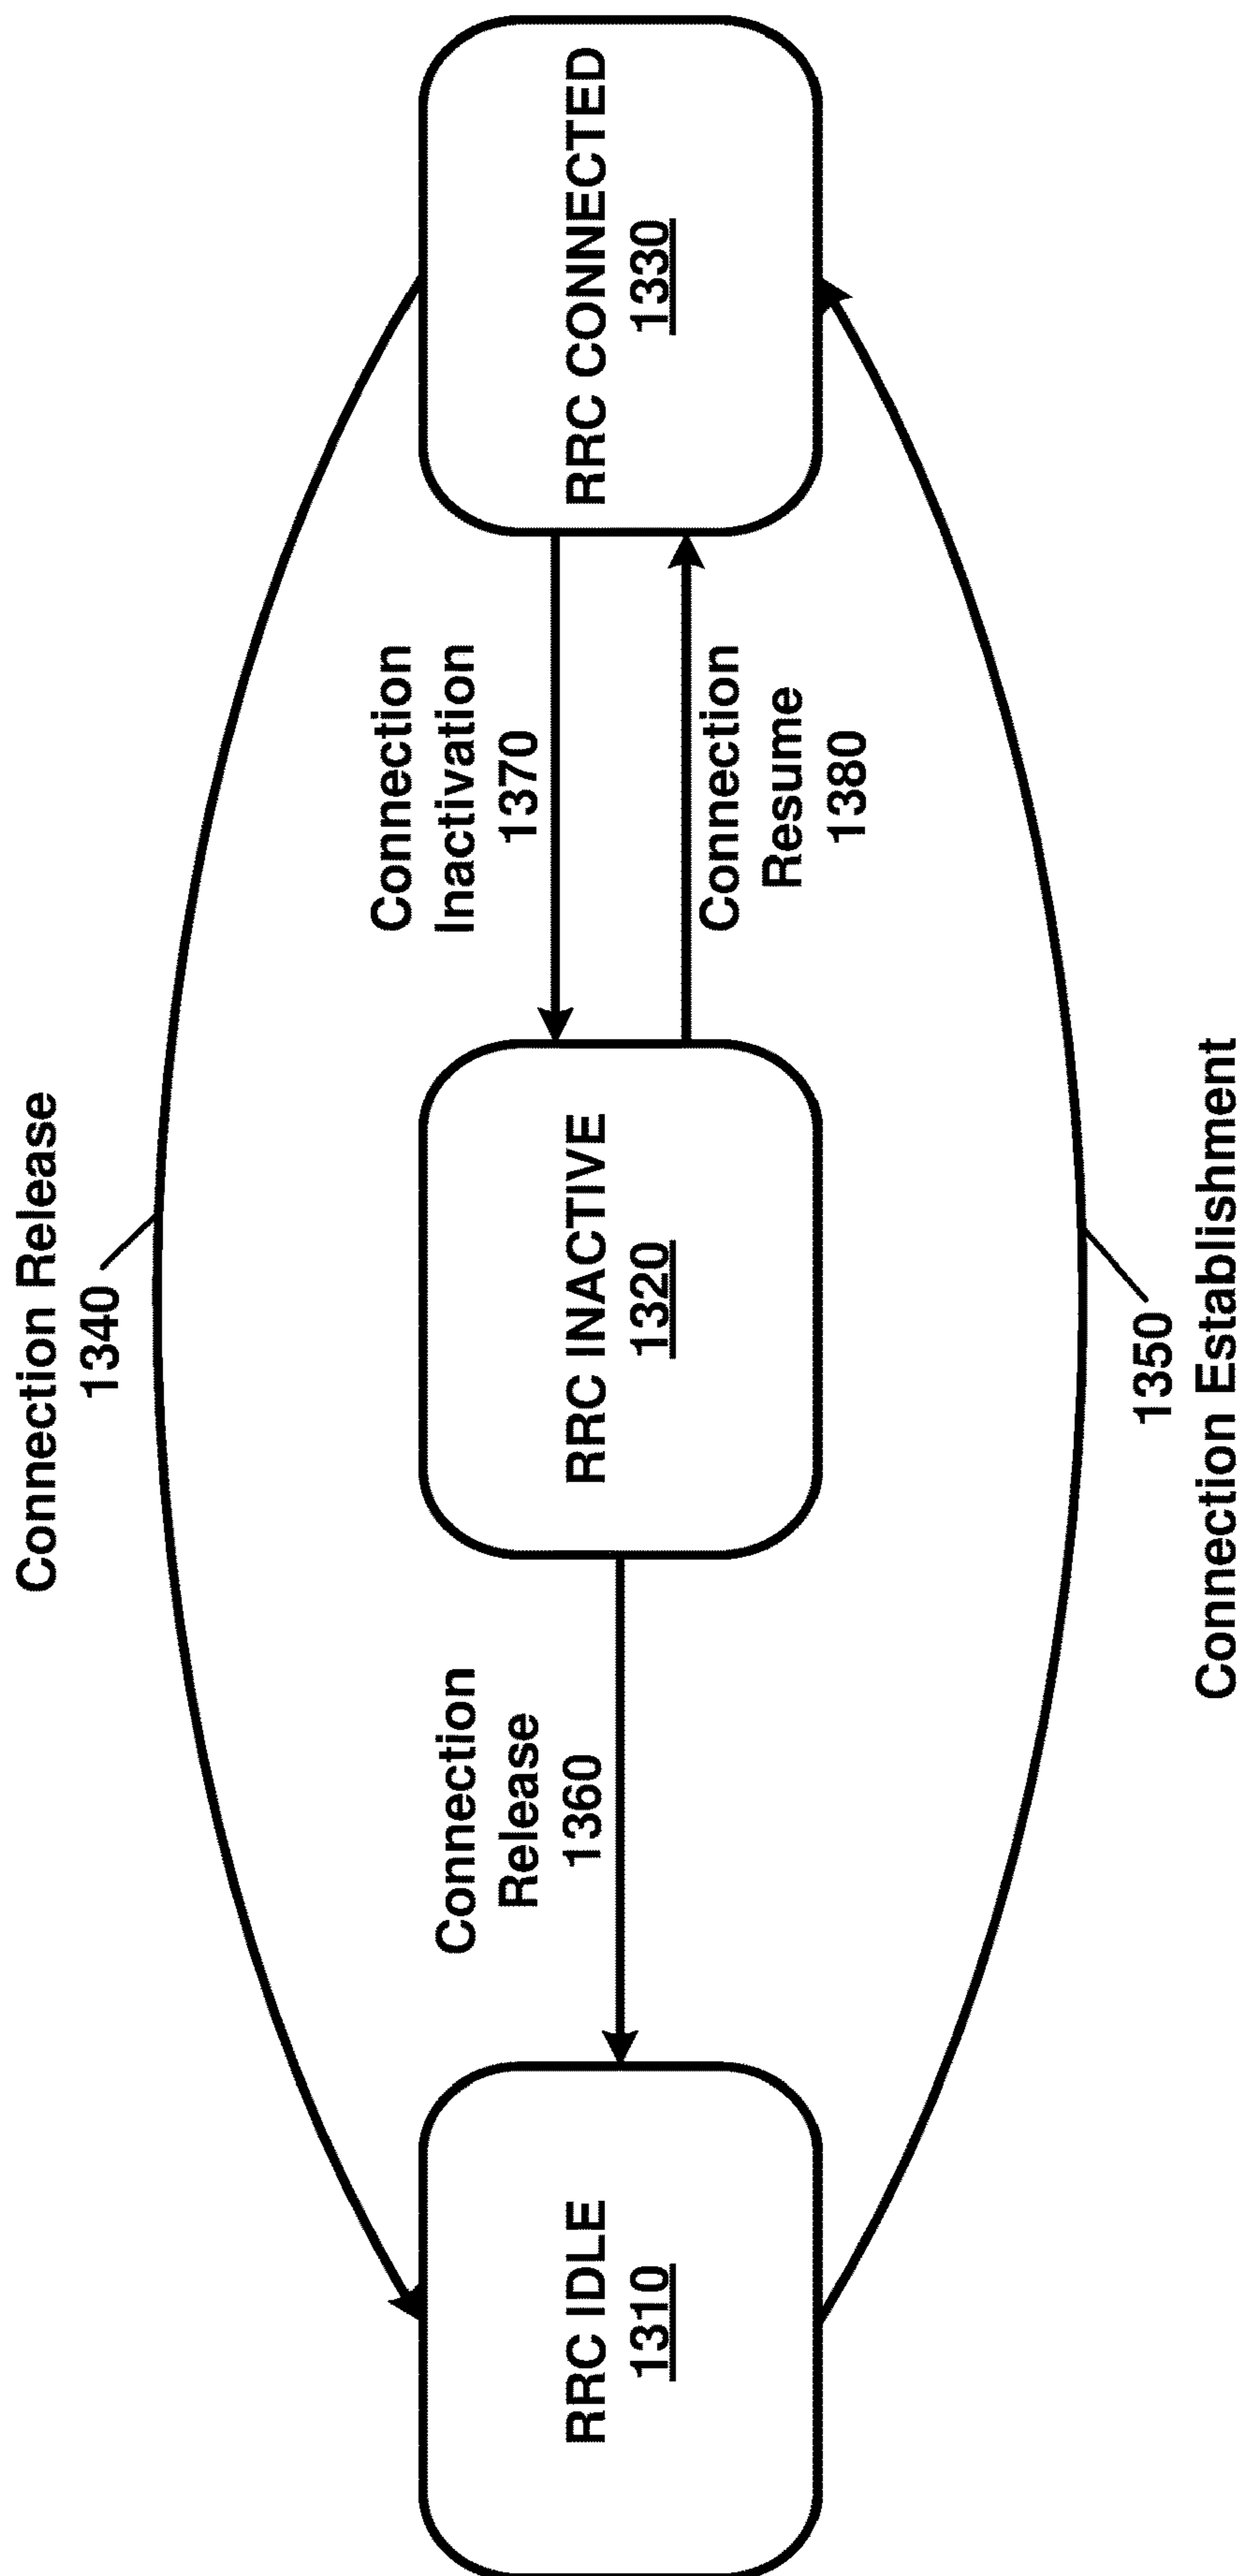 Connection Release
1340
RRC IDLE
1310
Connection
Release
1360
RRC INACTIVE
1320
Connection
Inactivation
1370
Connection
Resume
1380
RRC CONNECTED
1330
1350
Connection Establishment